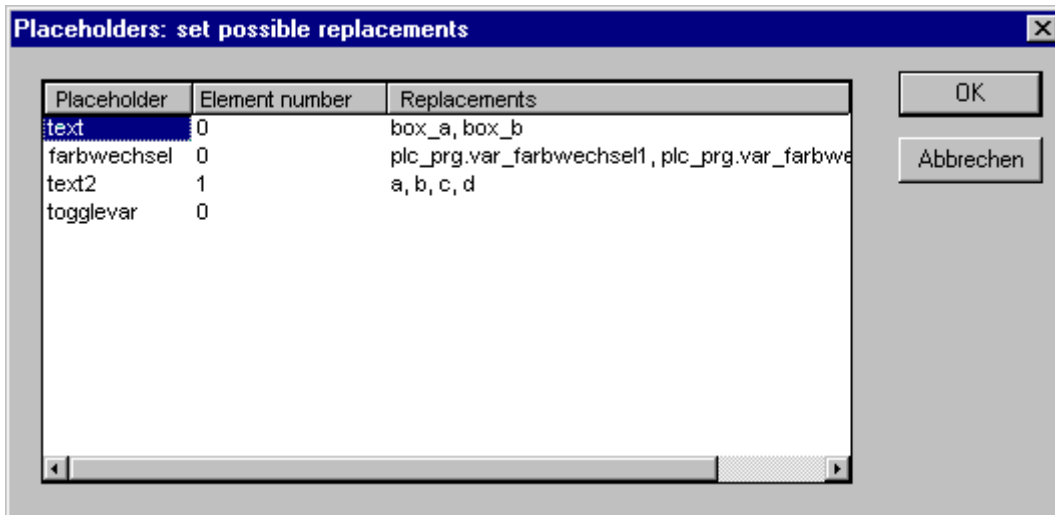 Placeholders: set possible replacements
Placeholder Element number Replacements
text 0 box_a, box_b
farbwechsel 0 plc_prg.var_farbwechsel1, plc_prg.var_farbwe
text2 1 a, b, c, d
togglevar 0
OK
Abbrechen